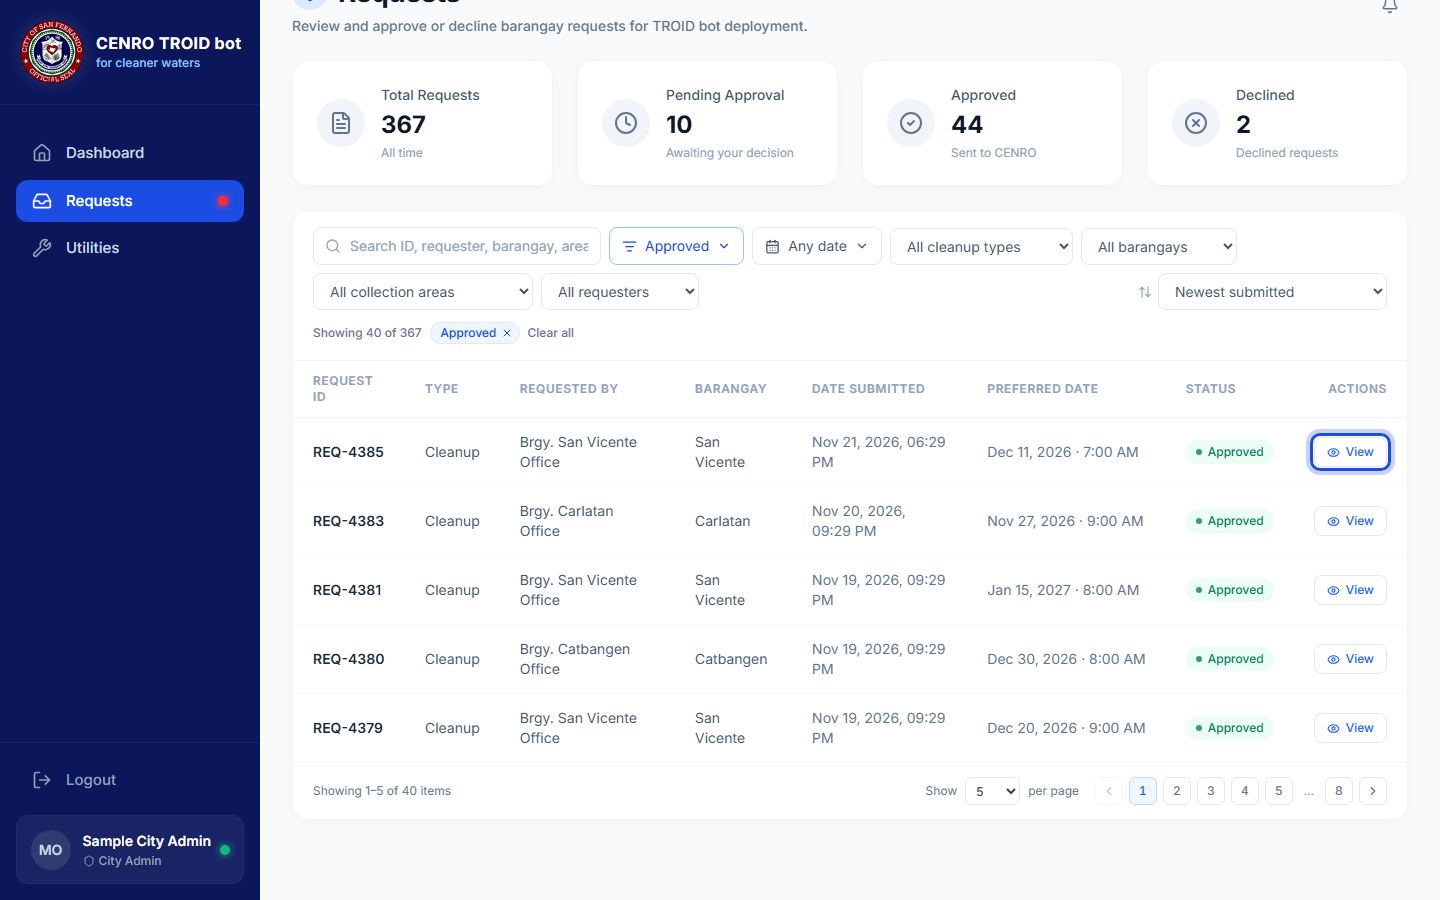 CITY OF SAN FERNANDO
OFFICIAL SEAL
CENRO TROID bot
for cleaner waters
Dashboard
Requests
Utilities
Logout
MO
Sample City Admin
City Admin
Requests
Review and approve or decline barangay requests for TROID bot deployment.
Total Requests
367
All time
Pending Approval
10
Awaiting your decision
Approved
44
Sent to CENRO
Declined
2
Declined requests
Search ID, requester, barangay, area
Approved
Any date
All cleanup types
All barangays
All collection areas
All requesters
Newest submitted
Showing 40 of 367 Approved × Clear all
REQUEST ID TYPE REQUESTED BY BARANGAY DATE SUBMITTED PREFERRED DATE STATUS ACTIONS
REQ-4385 Cleanup Brgy. San Vicente Office San Vicente Nov 21, 2026, 06:29 PM Dec 11, 2026 · 7:00 AM Approved View
REQ-4383 Cleanup Brgy. Carlatan Office Carlatan Nov 20, 2026, 09:29 PM Nov 27, 2026 · 9:00 AM Approved View
REQ-4381 Cleanup Brgy. San Vicente Office San Vicente Nov 19, 2026, 09:29 PM Jan 15, 2027 · 8:00 AM Approved View
REQ-4380 Cleanup Brgy. Catbangen Office Catbangen Nov 19, 2026, 09:29 PM Dec 30, 2026 · 8:00 AM Approved View
REQ-4379 Cleanup Brgy. San Vicente Office San Vicente Nov 19, 2026, 09:29 PM Dec 20, 2026 · 9:00 AM Approved View
Showing 1–5 of 40 items
Show 5 per page
1 2 3 4 5 … 8